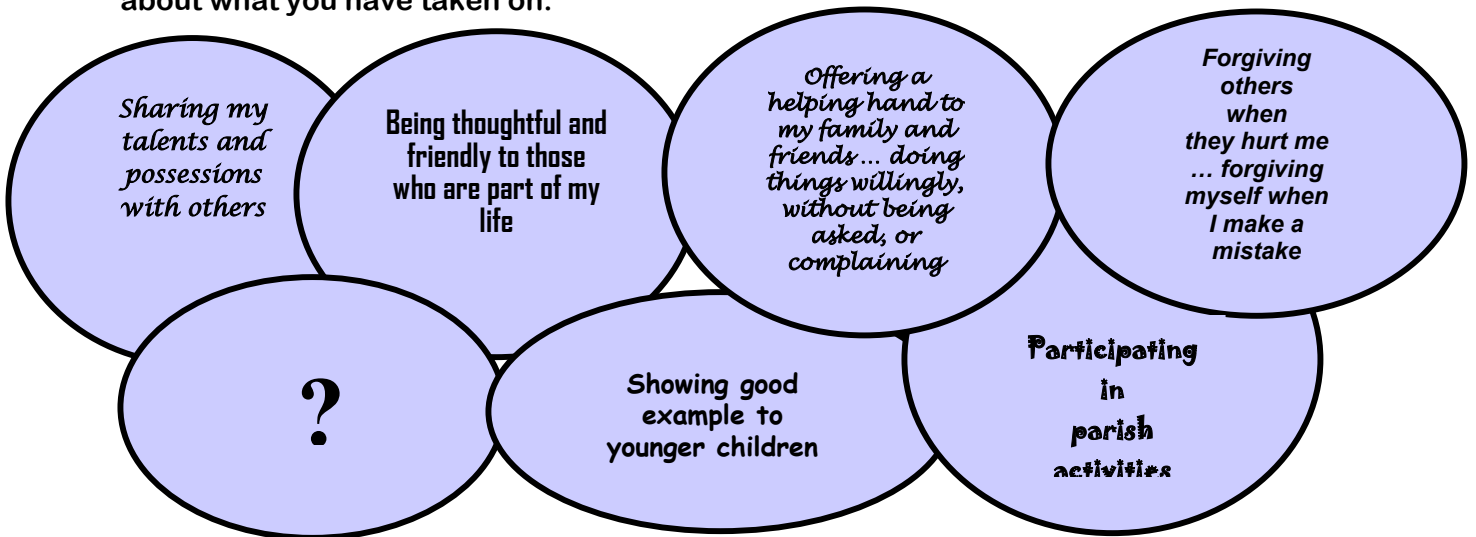 about what you have taken on.
Sharing my
talents and
possessions
with others
Being thoughtful and
friendly to those
who are part of my
life
Offering a
helping hand to
my family and
friends ... doing
things willingly,
without being
asked, or
complaining
Forgiving
others
when
they hurt me
... forgiving
myself when
I make a
mistake
?
Showing good
example to
younger children
Participating
in
parish
activities